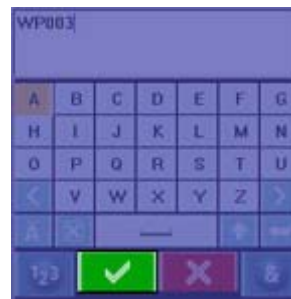 WP003
A B C D E F G
H I J K L M N
O P Q R S T U
< V W X Y Z >
A
123 &